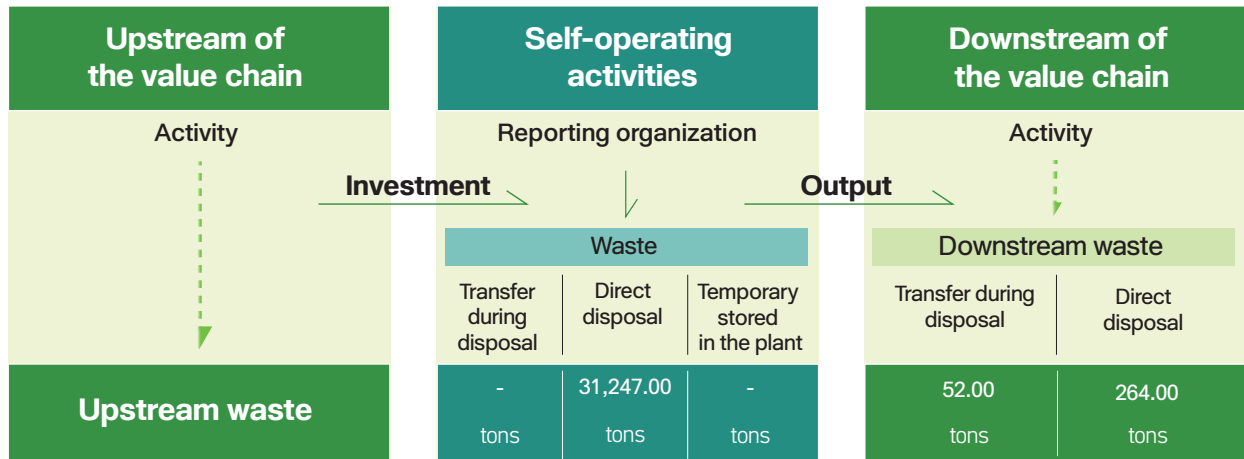 Upstream of
the value chain
Activity
Upstream waste
Investment
Self-operating
activities
Reporting organization
Waste
Transfer
during
disposal
Direct
disposal
Temporary
stored
in the plant
-
tons
31,247.00
tons
-
tons
Output
Downstream of
the value chain
Activity
Downstream waste
Transfer during
disposal
Direct
disposal
52.00
tons
264.00
tons